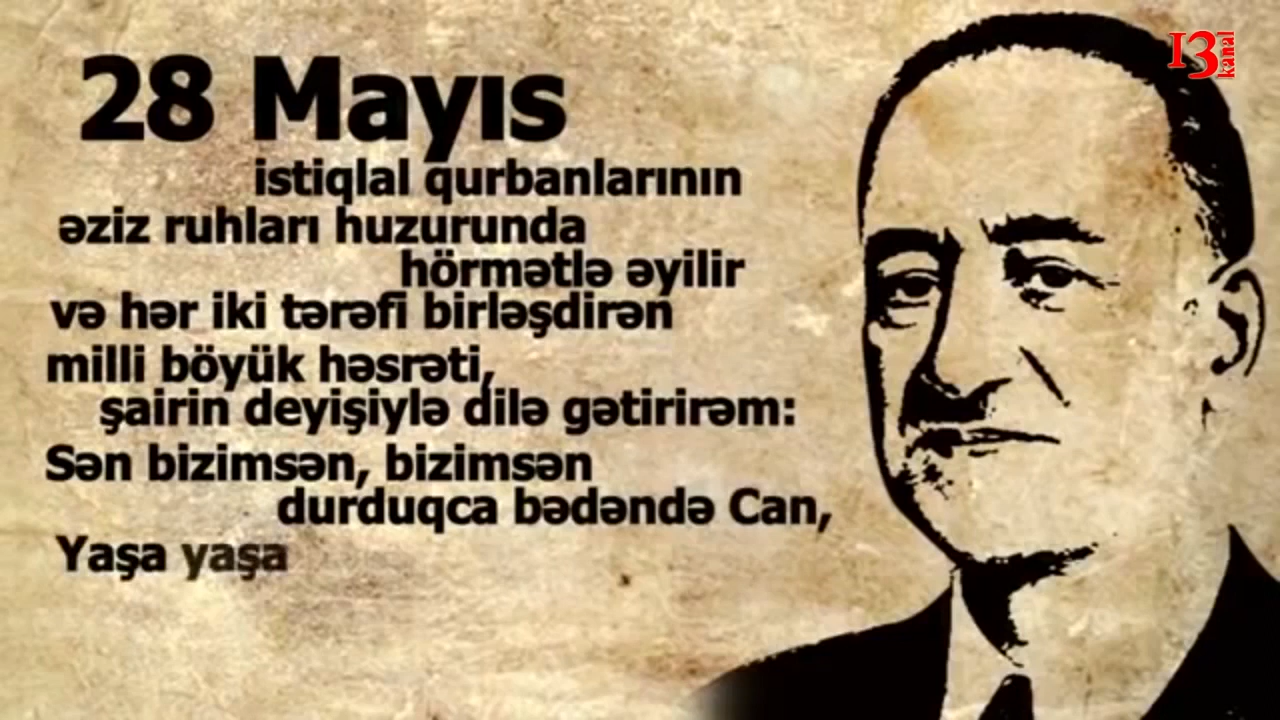 13 kanal
28 Mayıs
istiqlal qurbanlarının
əziz ruhları huzurunda
hörmətlə əyilir
və hər iki tərəfi birləşdirən
milli böyük həsrəti,
şairin deyişiylə dilə gətirirəm:
Sən bizimsən, bizimsən
durduqca bədəndə Can,
Yaşa yaşa